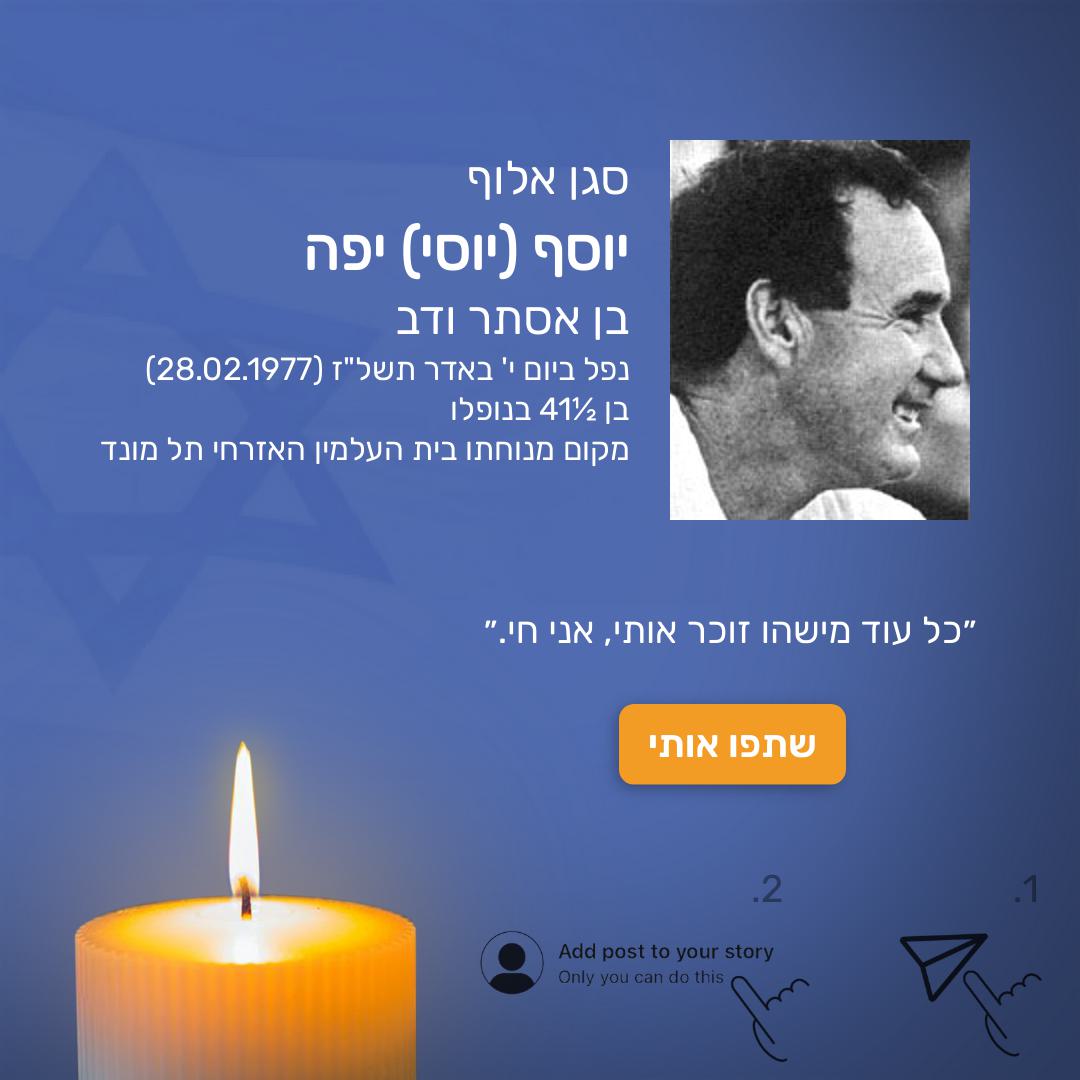 סגן אלוף
יוסף (יוסי) יפה
בן אסתר ודב
נפל ביום י' באדר תשל"ז (28.02.1977)
בן 41½ בנופלו
מקום מנוחתו בית העלמין האזרחי תל מונד
״כל עוד מישהו זוכר אותי, אני חי.״
שתפו אותי
1.
2.
Add post to your story
Only you can do this